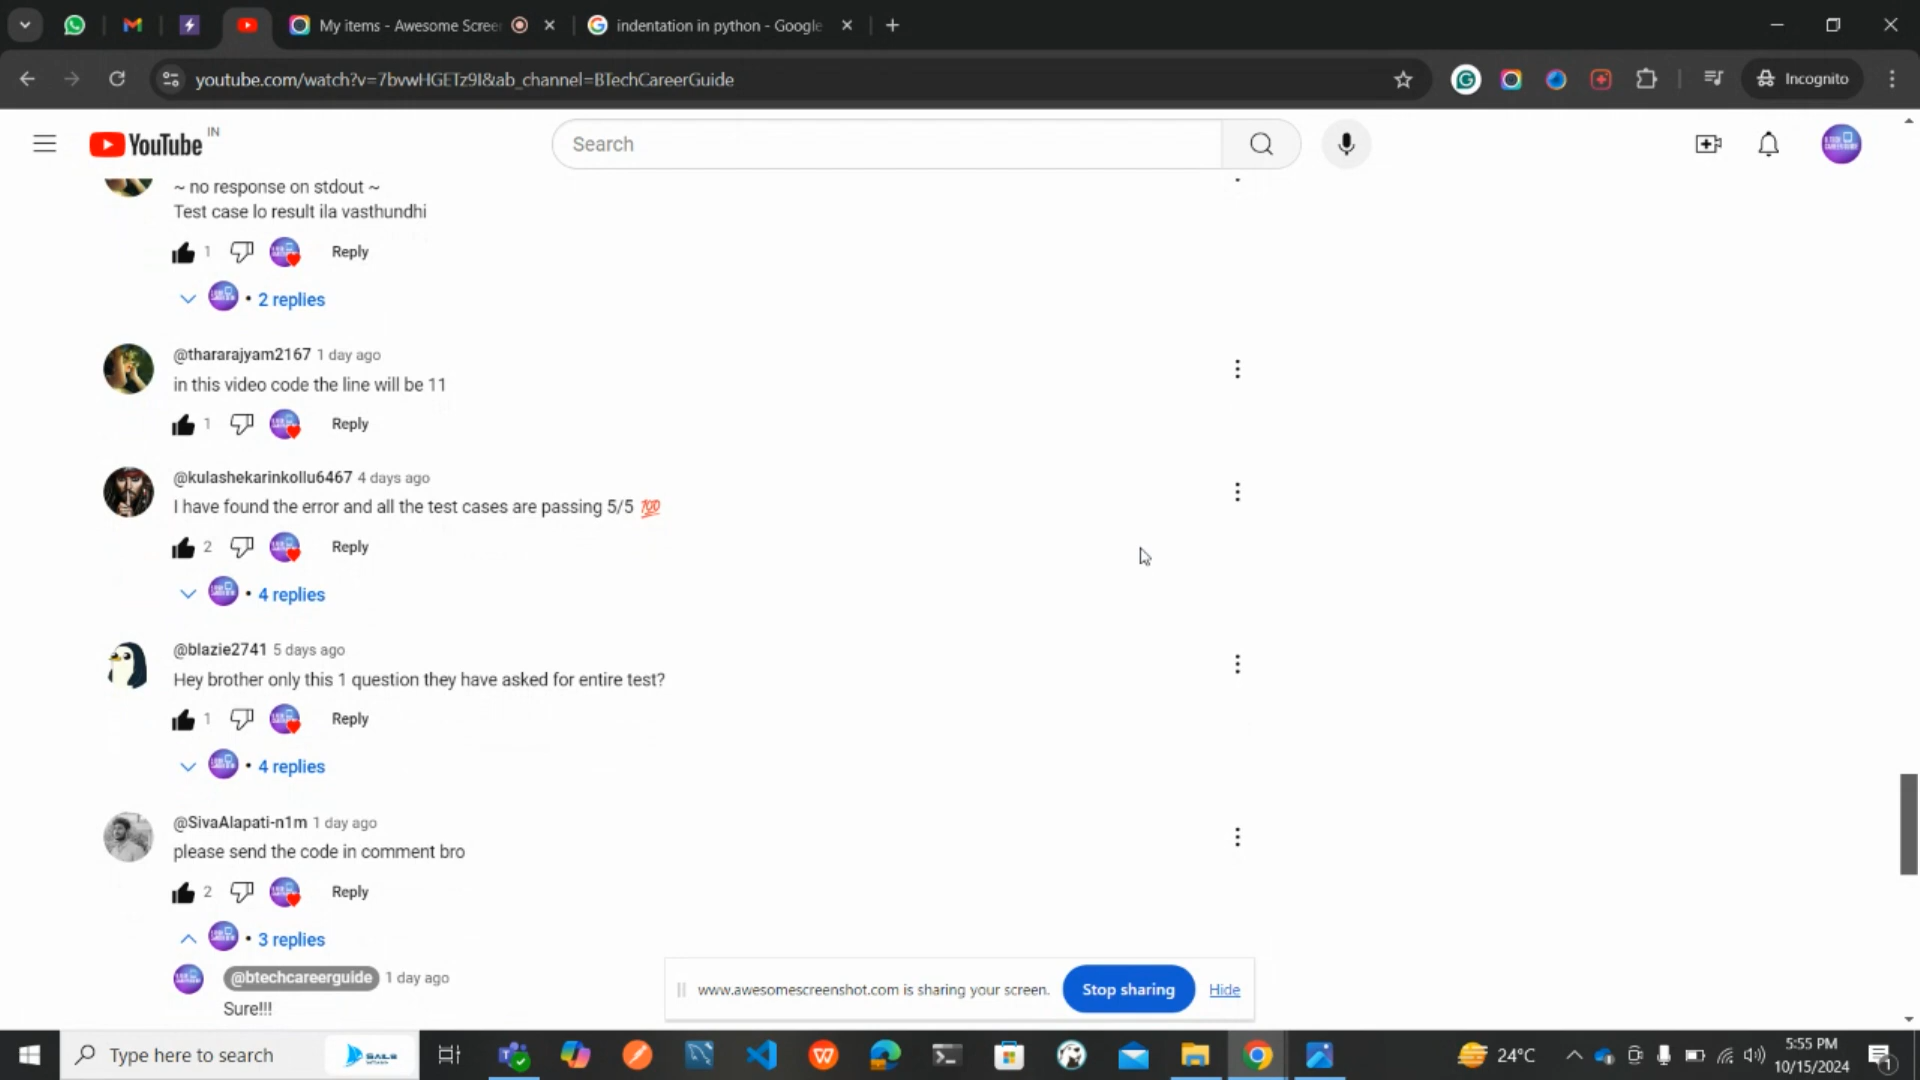 My items - Awesome Scree
indentation in python - Google
youtube.com/watch?v=7bvwHGETz9I&ab_channel=BTechCareerGuide
Incognito
YouTube IN
Search
~ no response on stdout ~
Test case lo result ila vasthundhi
1
Reply
2 replies
@thararajyam2167 1 day ago
in this video code the line will be 11
1
Reply
@kulashekarinkollu6467 4 days ago
I have found the error and all the test cases are passing 5/5 💯
2
Reply
4 replies
@blazie2741 5 days ago
Hey brother only this 1 question they have asked for entire test?
1
Reply
4 replies
@SivaAlapati-n1m 1 day ago
please send the code in comment bro
2
Reply
3 replies
@btechcareerguide 1 day ago
Sure!!!
www.awesomescreenshot.com is sharing your screen.
Stop sharing
Hide
Type here to search
24°C
5:55 PM
10/15/2024
1